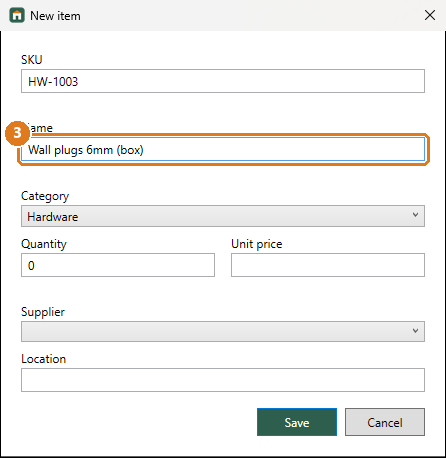 New item
SKU
HW-1003
3
ame
Wall plugs 6mm (box)
Category
Hardware
Quantity Unit price
0
Supplier
Location
Save Cancel